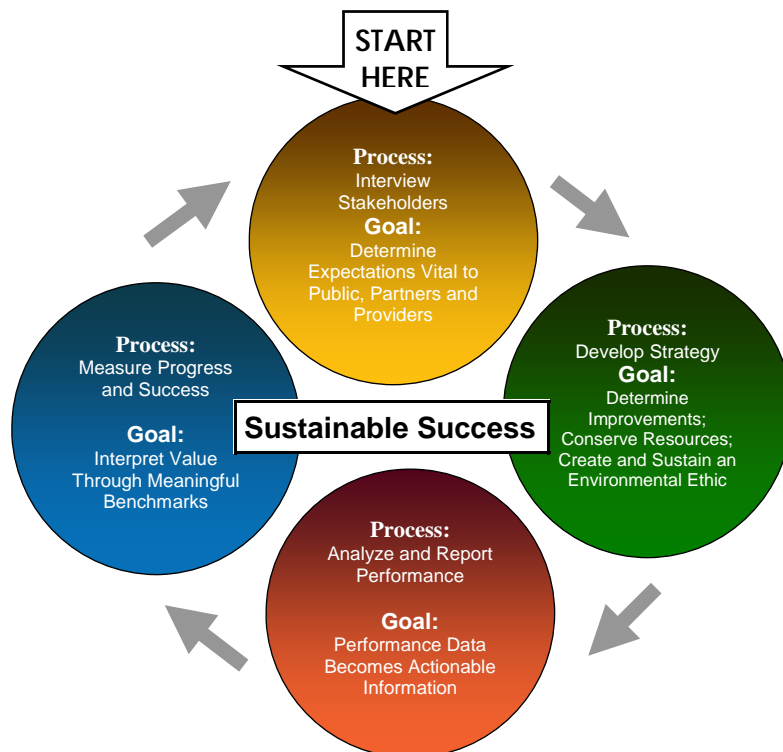 START
HERE
Process:
Interview
Stakeholders
Goal:
Determine
Expectations Vital to
Public, Partners and
Providers
Process:
Develop Strategy
Goal:
Determine
Improvements;
Conserve Resources;
Create and Sustain an
Environmental Ethic
Process:
Analyze and Report
Performance
Goal:
Performance Data
Becomes Actionable
Information
Process:
Measure Progress
and Success
Goal:
Interpret Value
Through Meaningful
Benchmarks
Sustainable Success